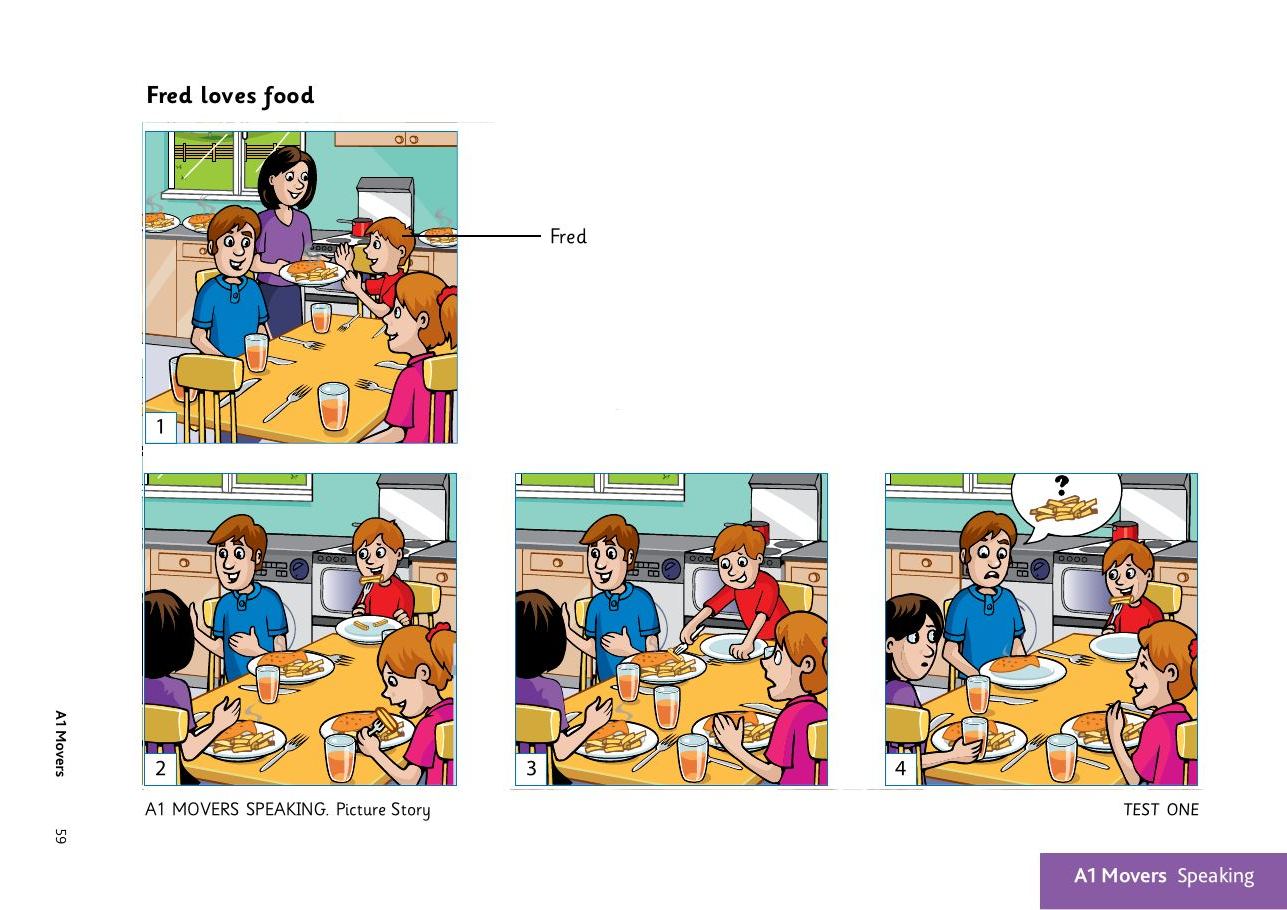 Fred loves food
Fred
1
?
2
3
4
A1 MOVERS SPEAKING. Picture Story
TEST ONE
A1 Movers
59
A1 Movers Speaking